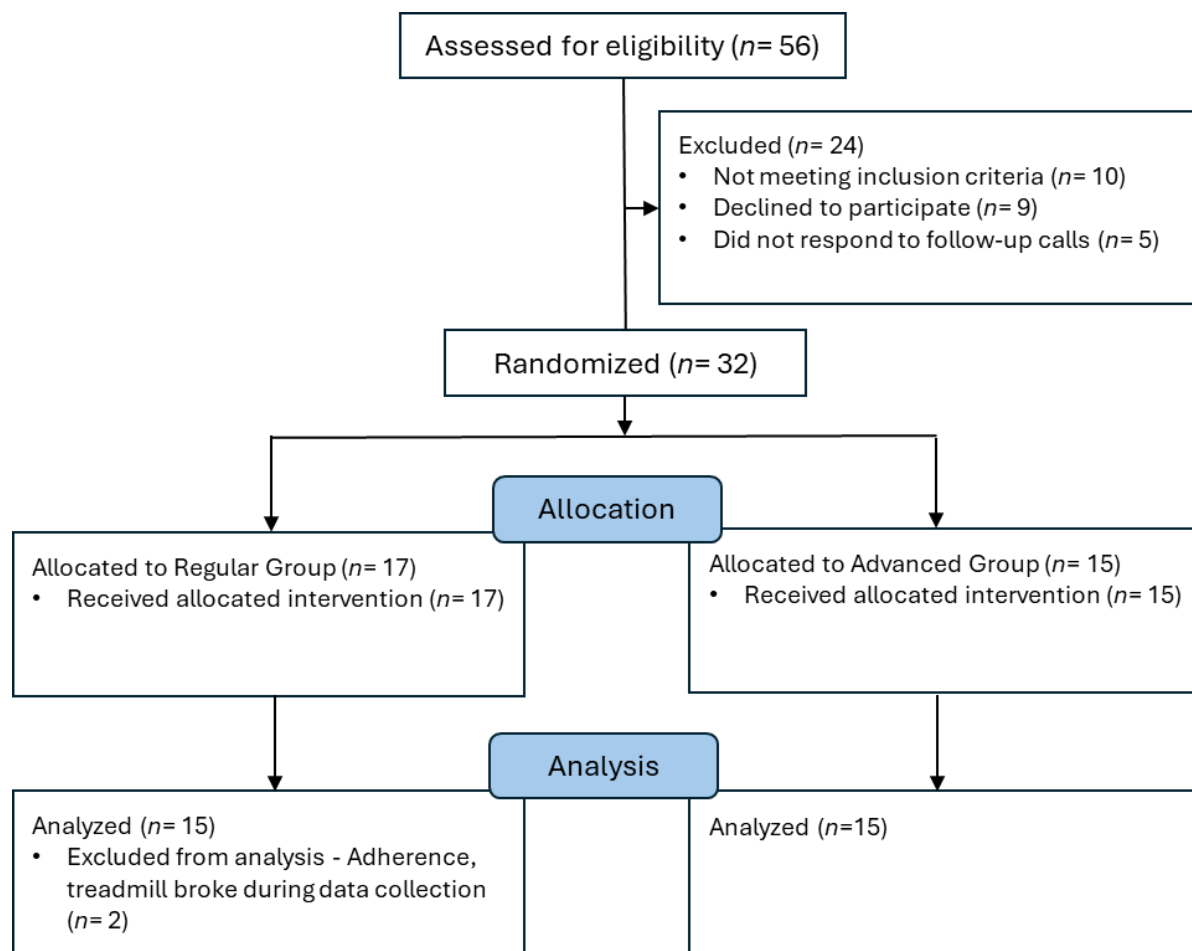 Assessed for eligibility (n= 56)
Excluded (n= 24)
• Not meeting inclusion criteria (n= 10)
• Declined to participate (n= 9)
• Did not respond to follow-up calls (n= 5)
Randomized (n= 32)
Allocation
Allocated to Regular Group (n= 17)
• Received allocated intervention (n= 17)
Allocated to Advanced Group (n= 15)
• Received allocated intervention (n= 15)
Analysis
Analyzed (n= 15)
• Excluded from analysis - Adherence,
treadmill broke during data collection
(n= 2)
Analyzed (n=15)